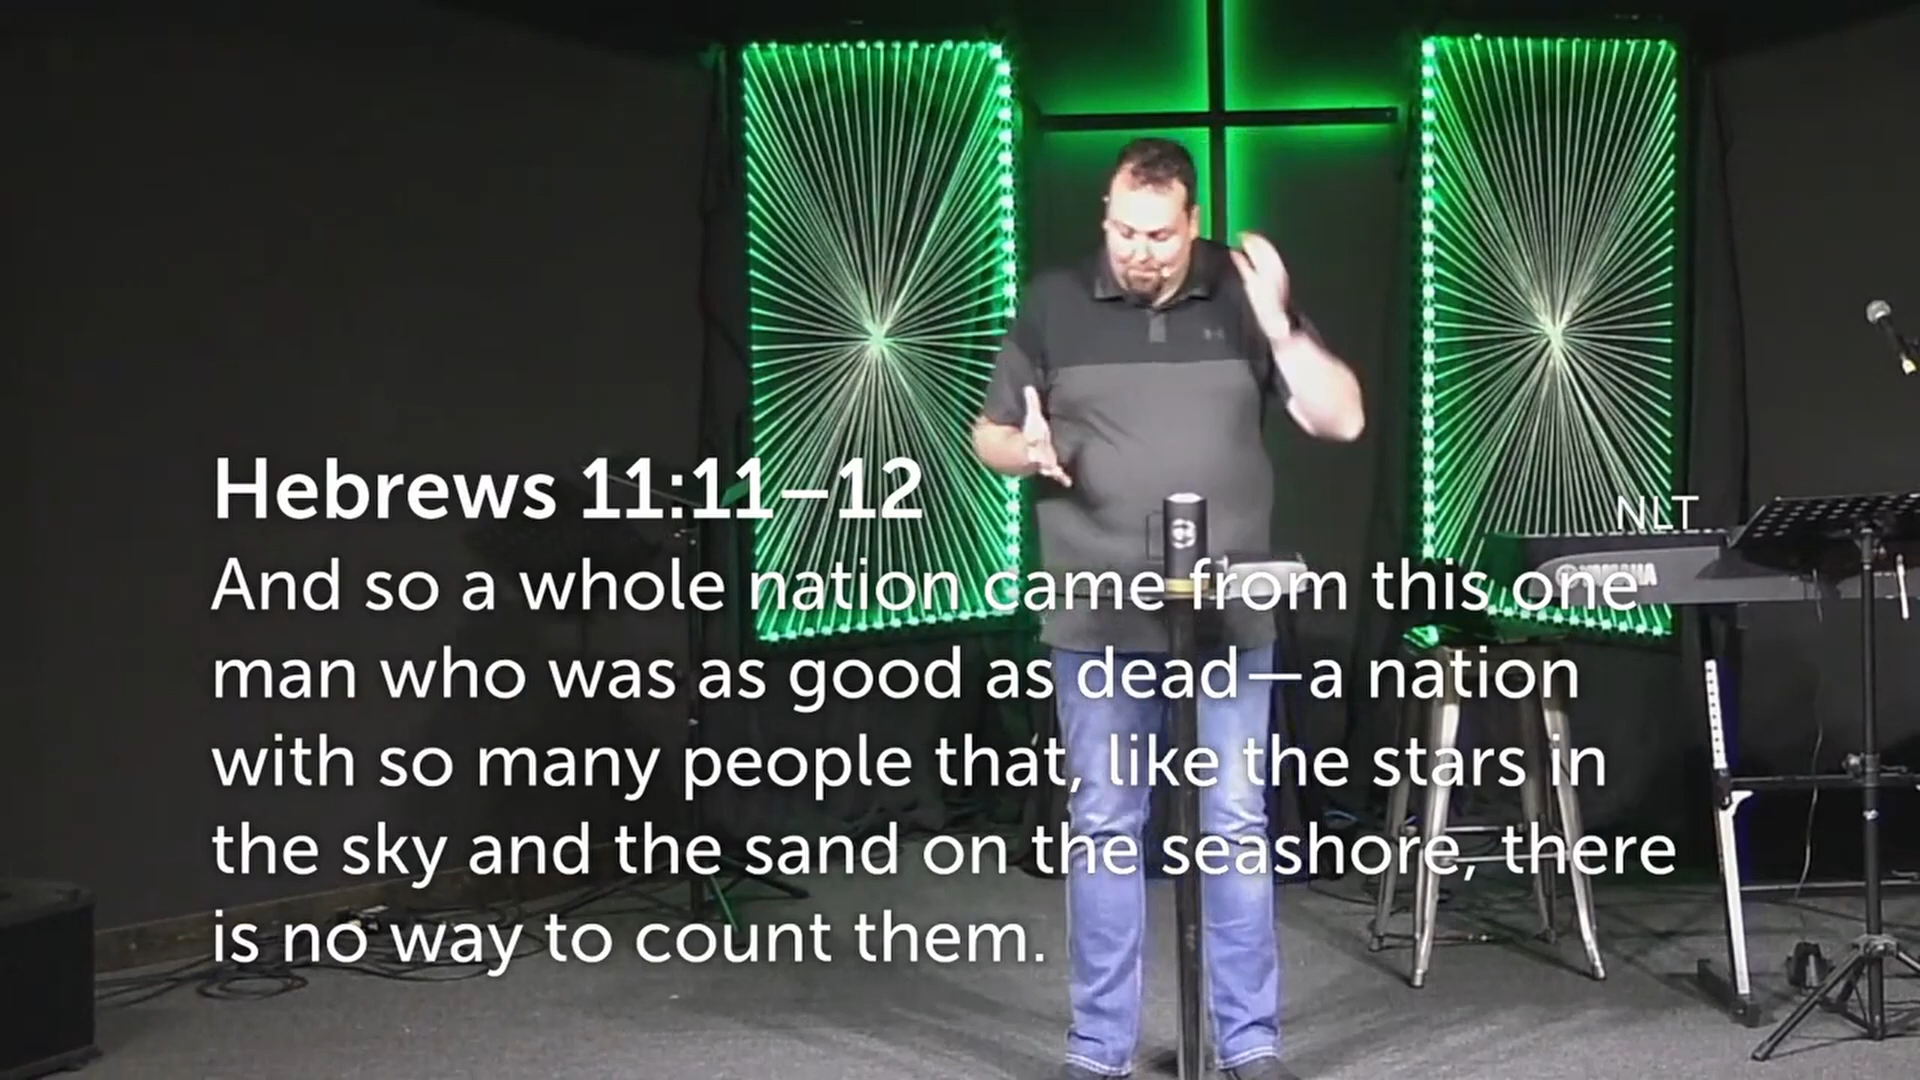 Hebrews 11:11–12
NLT
And so a whole nation came from this one
man who was as good as dead—a nation
with so many people that, like the stars in
the sky and the sand on the seashore, there
is no way to count them.
YAMAHA